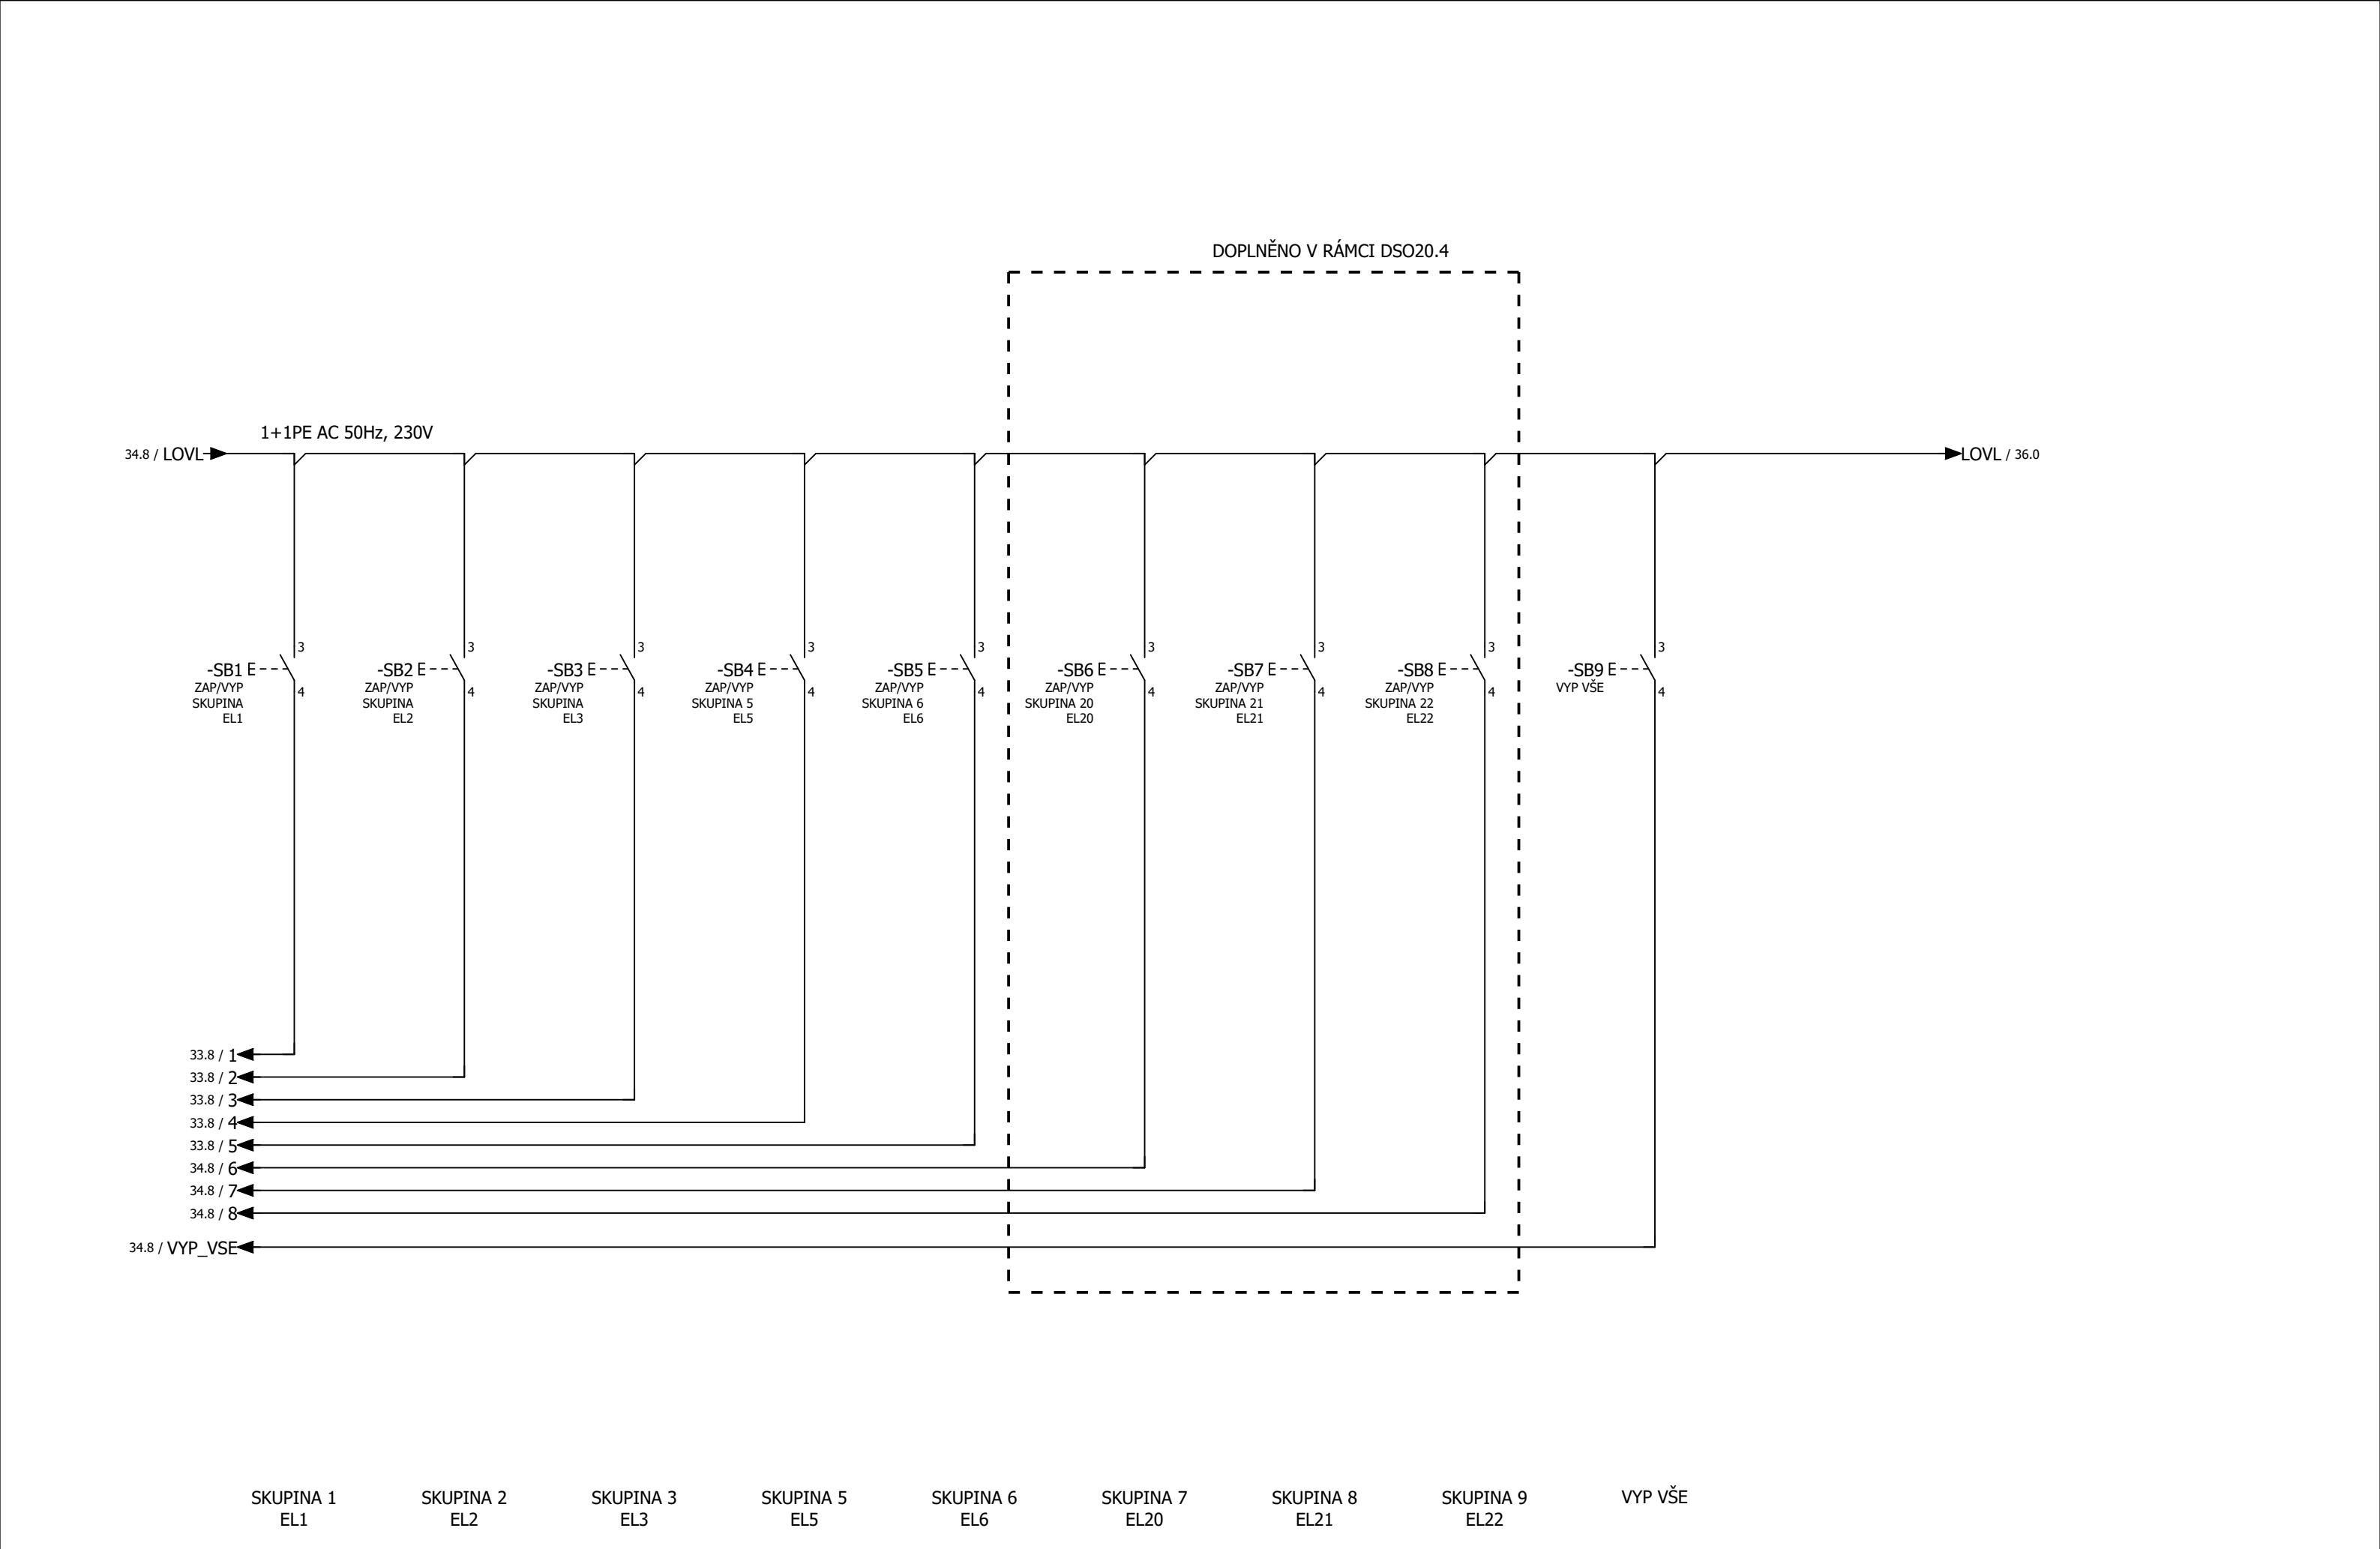 DOPLNĚNO V RÁMCI DSO20.4
1+1PE AC 50Hz, 230V
34.8 / LOVL
LOVL / 36.0
-SB1 E
3
4
ZAP/VYP
SKUPINA
EL1
-SB2 E
3
4
ZAP/VYP
SKUPINA
EL2
-SB3 E
3
4
ZAP/VYP
SKUPINA
EL3
-SB4 E
3
4
ZAP/VYP
SKUPINA 5
EL5
-SB5 E
3
4
ZAP/VYP
SKUPINA 6
EL6
-SB6 E
3
4
ZAP/VYP
SKUPINA 20
EL20
-SB7 E
3
4
ZAP/VYP
SKUPINA 21
EL21
-SB8 E
3
4
ZAP/VYP
SKUPINA 22
EL22
-SB9 E
3
4
VYP VŠE
33.8 / 1
33.8 / 2
33.8 / 3
33.8 / 4
33.8 / 5
34.8 / 6
34.8 / 7
34.8 / 8
34.8 / VYP_VSE
SKUPINA 1
EL1
SKUPINA 2
EL2
SKUPINA 3
EL3
SKUPINA 5
EL5
SKUPINA 6
EL6
SKUPINA 7
EL20
SKUPINA 8
EL21
SKUPINA 9
EL22
VYP VŠE